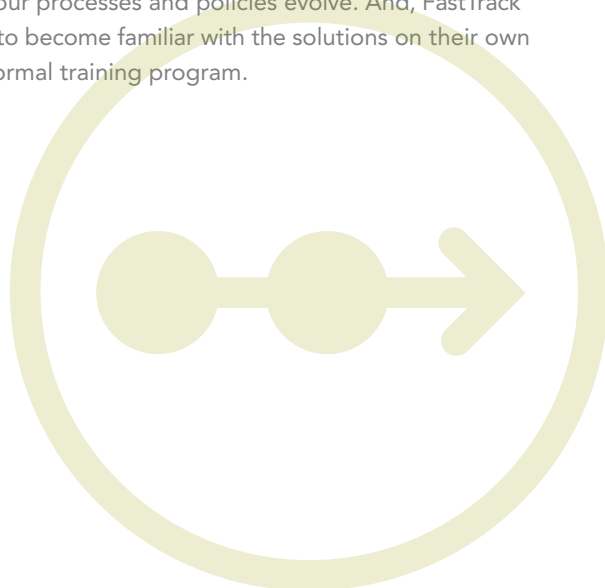 our processes and policies evolve. And, FastTrack
to become familiar with the solutions on their own
ormal training program.